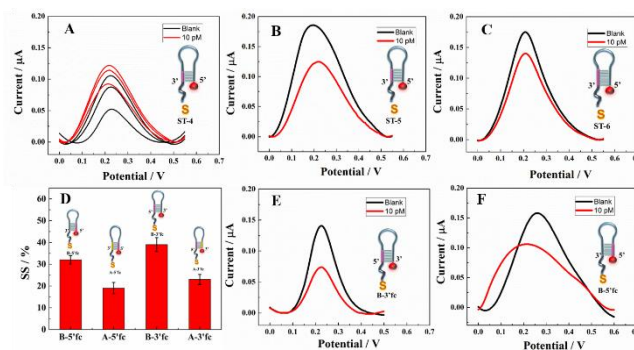 A
Blank
10 pM
3'
5'
S
ST-4
Current / μA
0.20
0.15
0.10
0.05
0.00
0.0 0.1 0.2 0.3 0.4 0.5 0.6 0.7
Potential / V
B
Blank
10 pM
3'
5'
S
ST-5
Current / μA
0.20
0.15
0.10
0.05
0.00
0.0 0.1 0.2 0.3 0.4 0.5 0.6 0.7
Potential / V
C
Blank
10 pM
3'
5'
S
ST-6
Current / μA
0.20
0.15
0.10
0.05
0.00
0.0 0.1 0.2 0.3 0.4 0.5 0.6 0.7
Potential / V
D
SS / %
60
50
40
30
20
10
0
B-5'fc A-5'fc B-3'fc A-3'fc
E
Blank
10 pM
5'
3'
S
B-3'fc
Current / μA
0.20
0.15
0.10
0.05
0.00
0.0 0.1 0.2 0.3 0.4 0.5 0.6 0.7
Potential / V
F
Blank
10 pM
3'
5'
S
B-5'fc
Current / μA
0.20
0.15
0.10
0.05
0.00
0.0 0.1 0.2 0.3 0.4 0.5 0.6
Potential / V